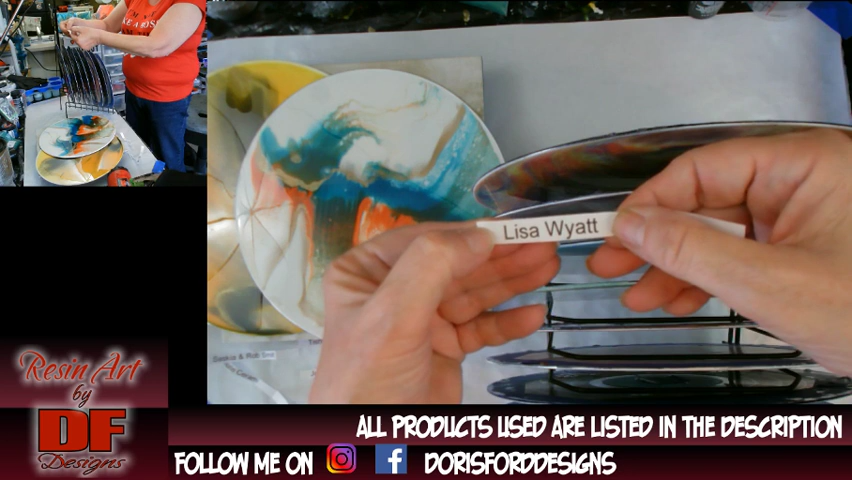 Lisa Wyatt
Resin Art
by
DF
Designs
ALL PRODUCTS USED ARE LISTED IN THE DESCRIPTION
FOLLOW ME ON DORISFORDDESIGNS